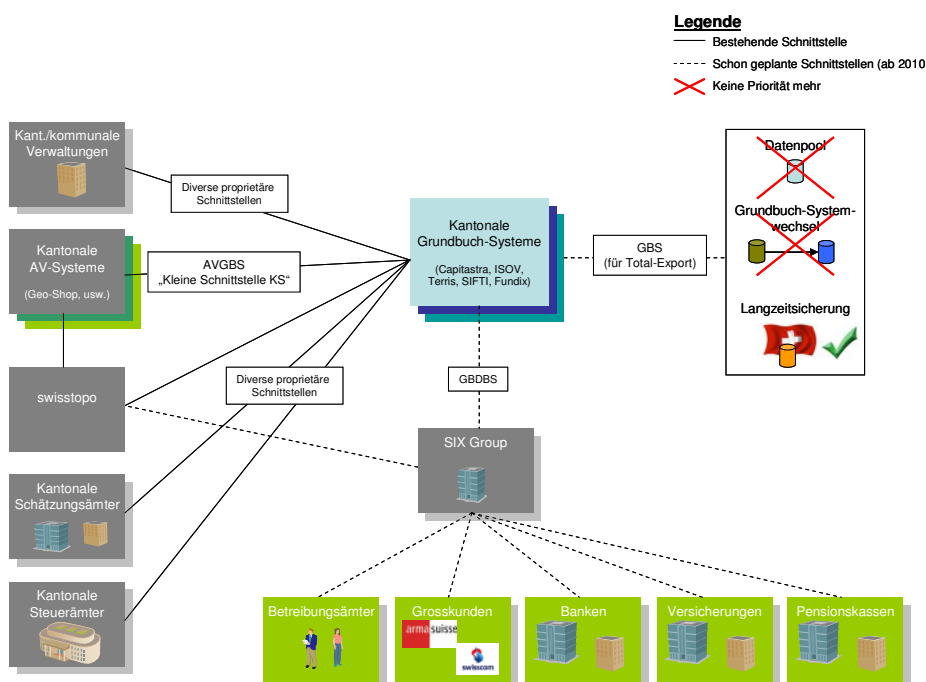 Legende
Bestehende Schnittstelle
Schon geplante Schnittstellen (ab 2010
Keine Priorität mehr
Kant./kommunale
Verwaltungen
Diverse proprietäre
Schnittstellen
Kantonale
AV-Systeme
(Geo-Shop, usw.)
AVGBS
„Kleine Schnittstelle KS“
Kantonale
Grundbuch-Systeme
(Capitastra, ISOV,
Terris, SIFTI, Fundix)
GBS
(für Total-Export)
Datenpool
Grundbuch-System-
wechsel
Langzeitsicherung
swisstopo
Diverse proprietäre
Schnittstellen
GBDBS
SIX Group
Kantonale
Schätzungsämter
Kantonale
Steuerämter
Betreibungsämter
Grosskunden
armasuisse
swisscom
Banken
Versicherungen
Pensionskassen